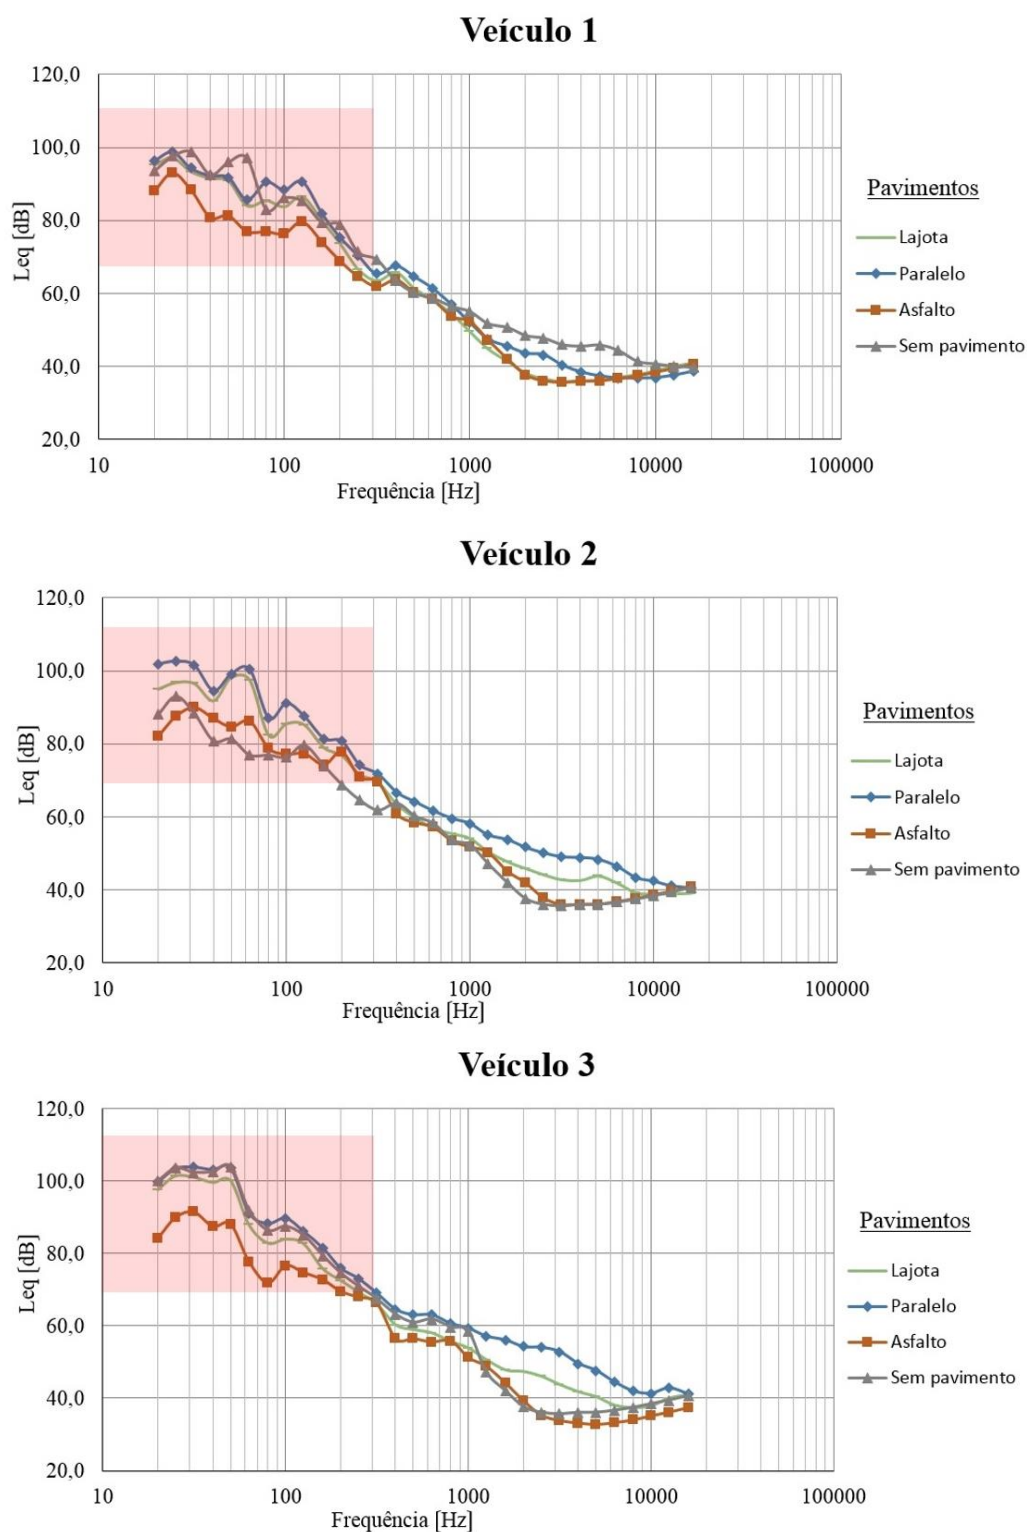 Veículo 1
120,0
100,0
80,0
60,0
40,0
20,0
Leq [dB]
10
100
1000
10000
100000
Frequência [Hz]
Pavimentos
Lajota
Paralelo
Asfalto
Sem pavimento
Veículo 2
120,0
100,0
80,0
60,0
40,0
20,0
Leq [dB]
10
100
1000
10000
100000
Frequência [Hz]
Pavimentos
Lajota
Paralelo
Asfalto
Sem pavimento
Veículo 3
120,0
100,0
80,0
60,0
40,0
20,0
Leq [dB]
10
100
1000
10000
100000
Frequência [Hz]
Pavimentos
Lajota
Paralelo
Asfalto
Sem pavimento